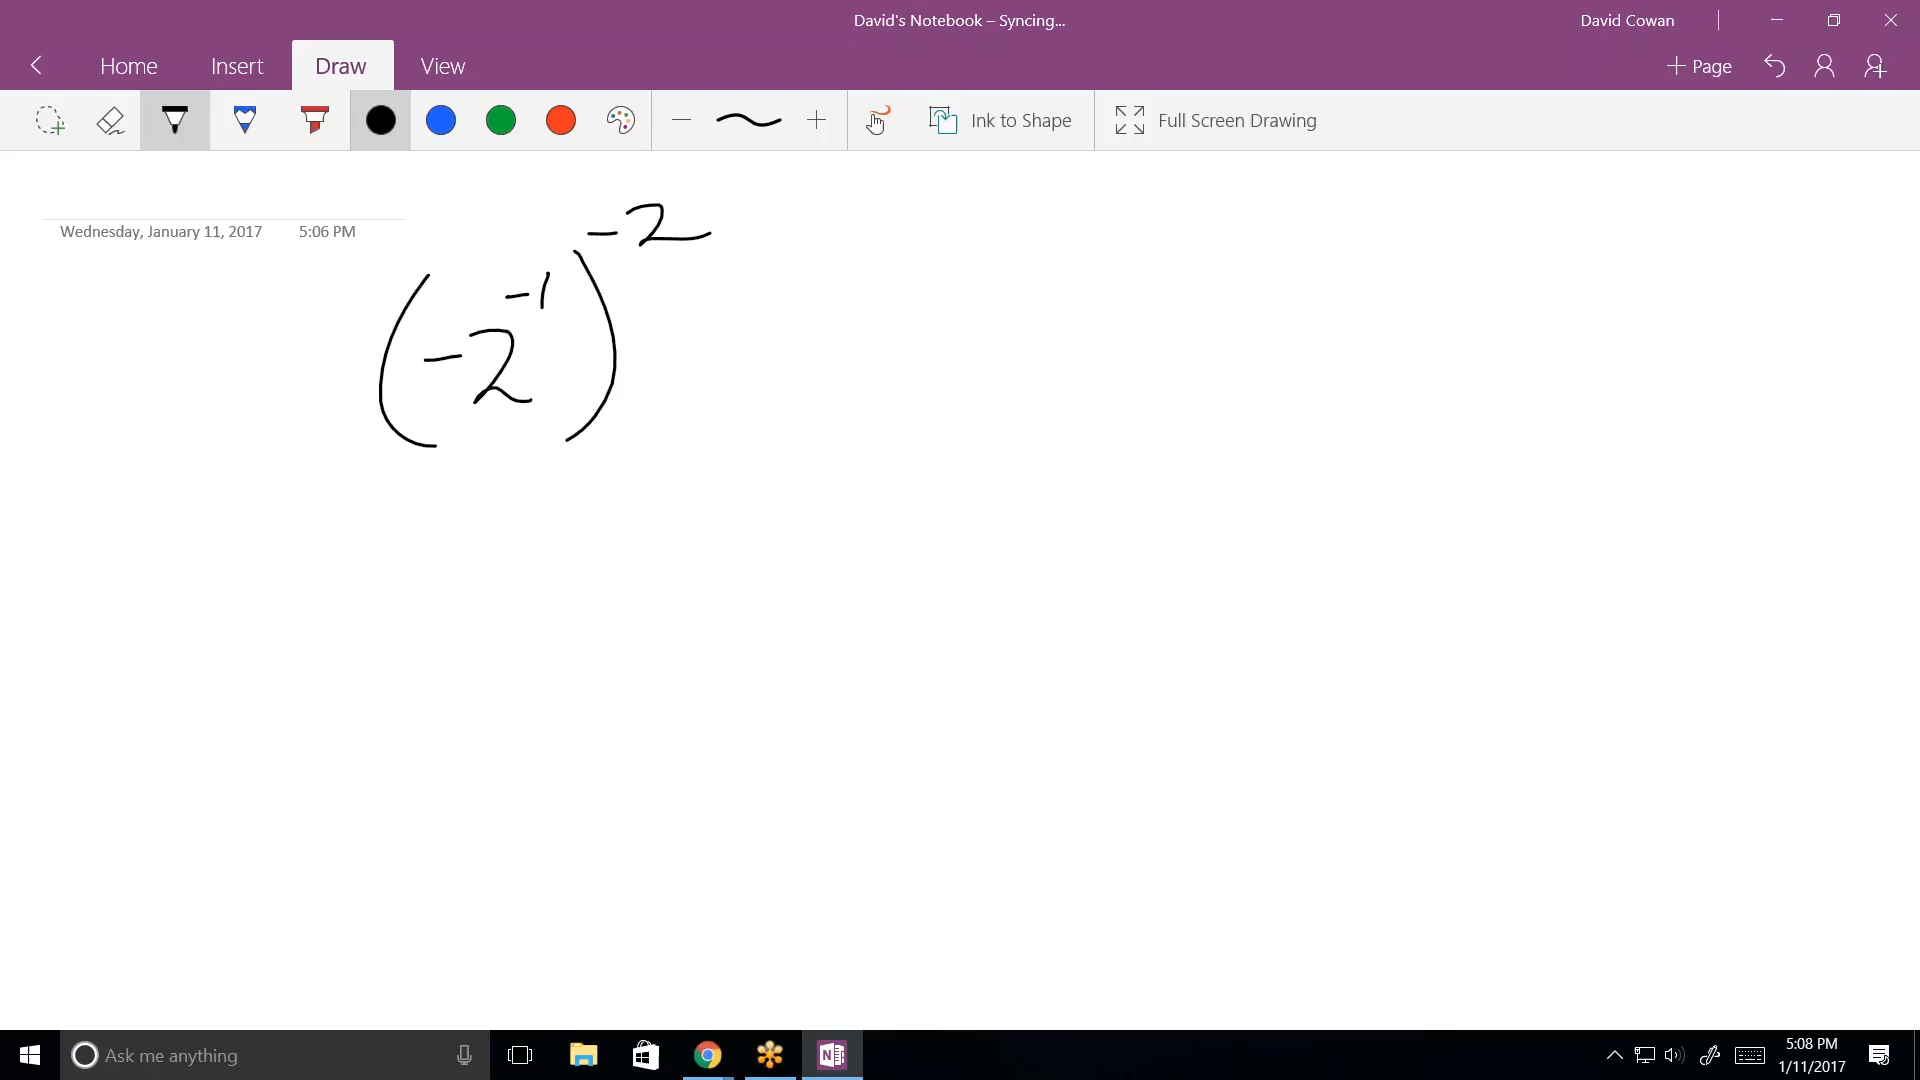 David's Notebook – Syncing...
David Cowan
Home Insert Draw View
Page
Ink to Shape
Full Screen Drawing
Wednesday, January 11, 2017 5:06 PM
(-2⁻¹)⁻²
Ask me anything
N
5:08 PM
1/11/2017